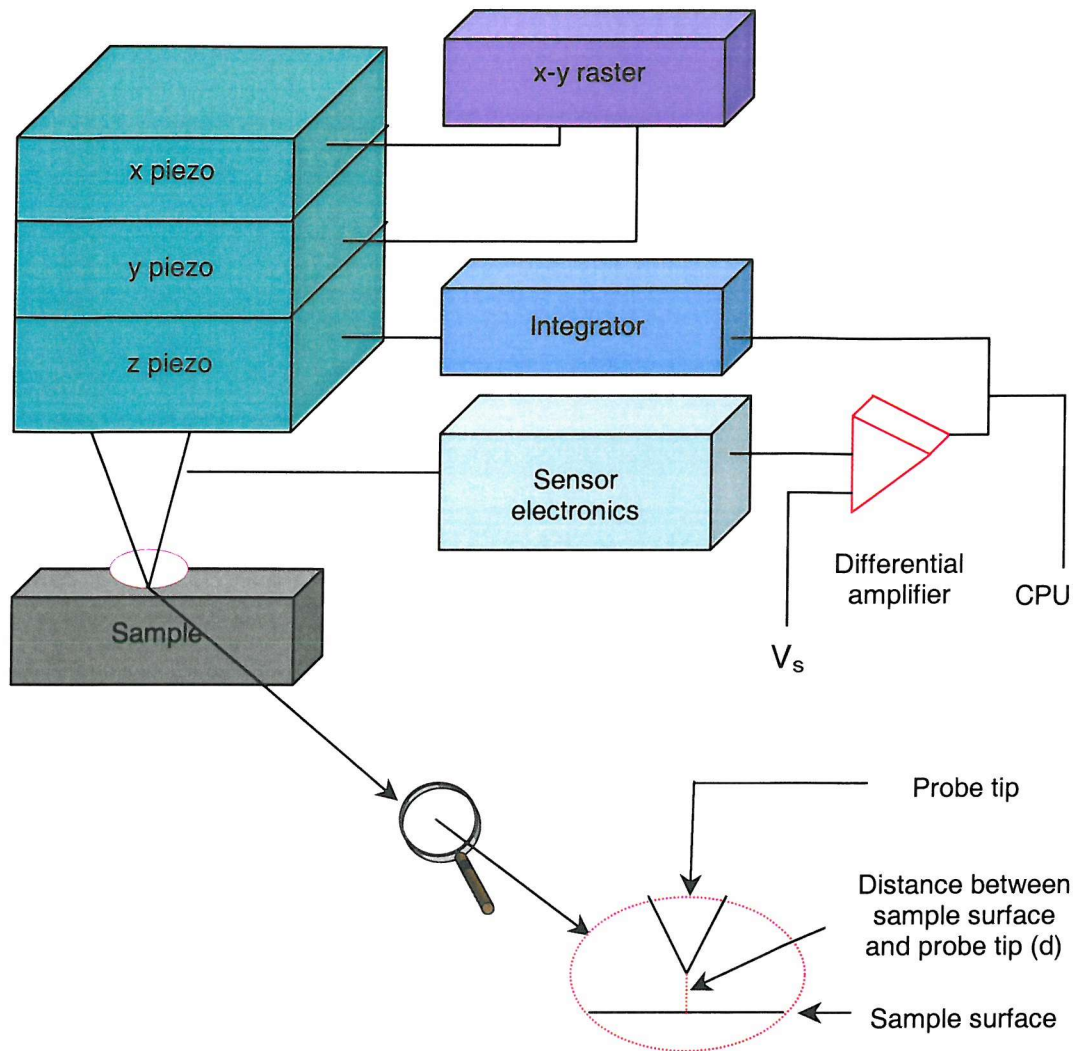 x-y raster
x piezo
y piezo
z piezo
Integrator
Sensor
electronics
Differential
amplifier
CPU
Vₛ
Sample
Probe tip
Distance between
sample surface
and probe tip (d)
Sample surface